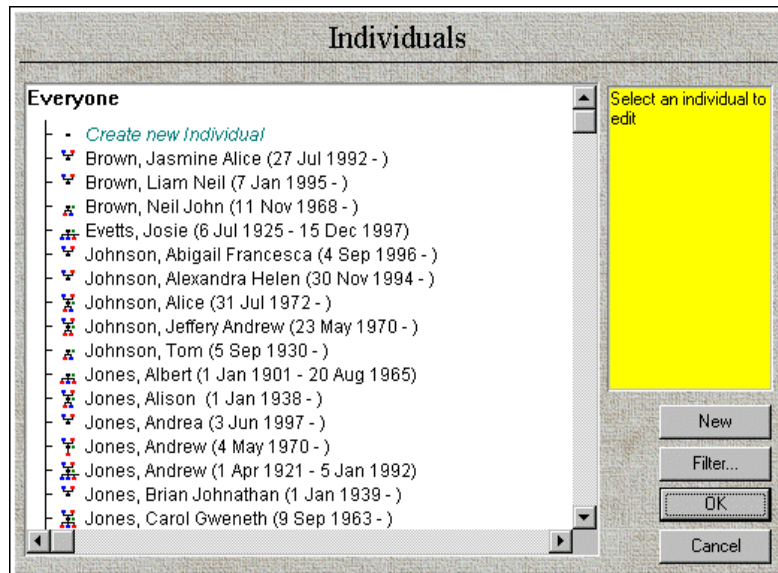 Individuals
Everyone
Create new Individual
Brown, Jasmine Alice (27 Jul 1992 - )
Brown, Liam Neil (7 Jan 1995 - )
Brown, Neil John (11 Nov 1968 - )
Evetts, Josie (6 Jul 1925 - 15 Dec 1997)
Johnson, Abigail Francesca (4 Sep 1996 - )
Johnson, Alexandra Helen (30 Nov 1994 - )
Johnson, Alice (31 Jul 1972 - )
Johnson, Jeffery Andrew (23 May 1970 - )
Johnson, Tom (5 Sep 1930 - )
Jones, Albert (1 Jan 1901 - 20 Aug 1965)
Jones, Alison (1 Jan 1938 - )
Jones, Andrea (3 Jun 1997 - )
Jones, Andrew (4 May 1970 - )
Jones, Andrew (1 Apr 1921 - 5 Jan 1992)
Jones, Brian Johnathan (1 Jan 1939 - )
Jones, Carol Gweneth (9 Sep 1963 - )
Select an individual to
edit
New
Filter...
OK
Cancel